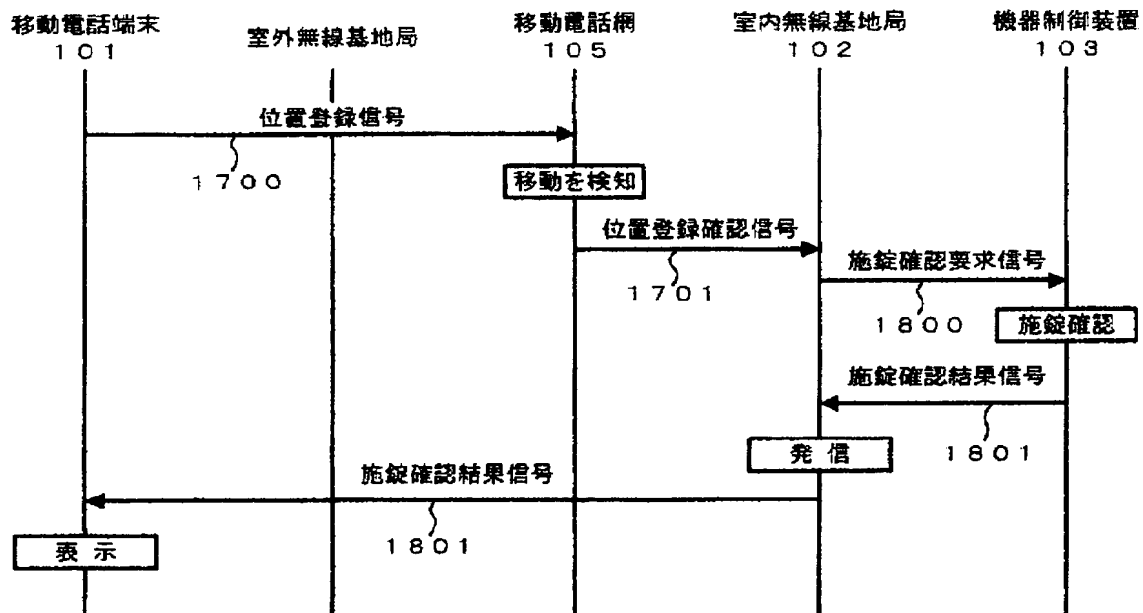 移動電話端末
101
室外無線基地局
移動電話網
105
室内無線基地局
102
機器制御装置
103
位置登録信号
1700
移動を検知
位置登録確認信号
1701
施錠確認要求信号
1800
施錠確認
施錠確認結果信号
1801
発信
施錠確認結果信号
1801
表示